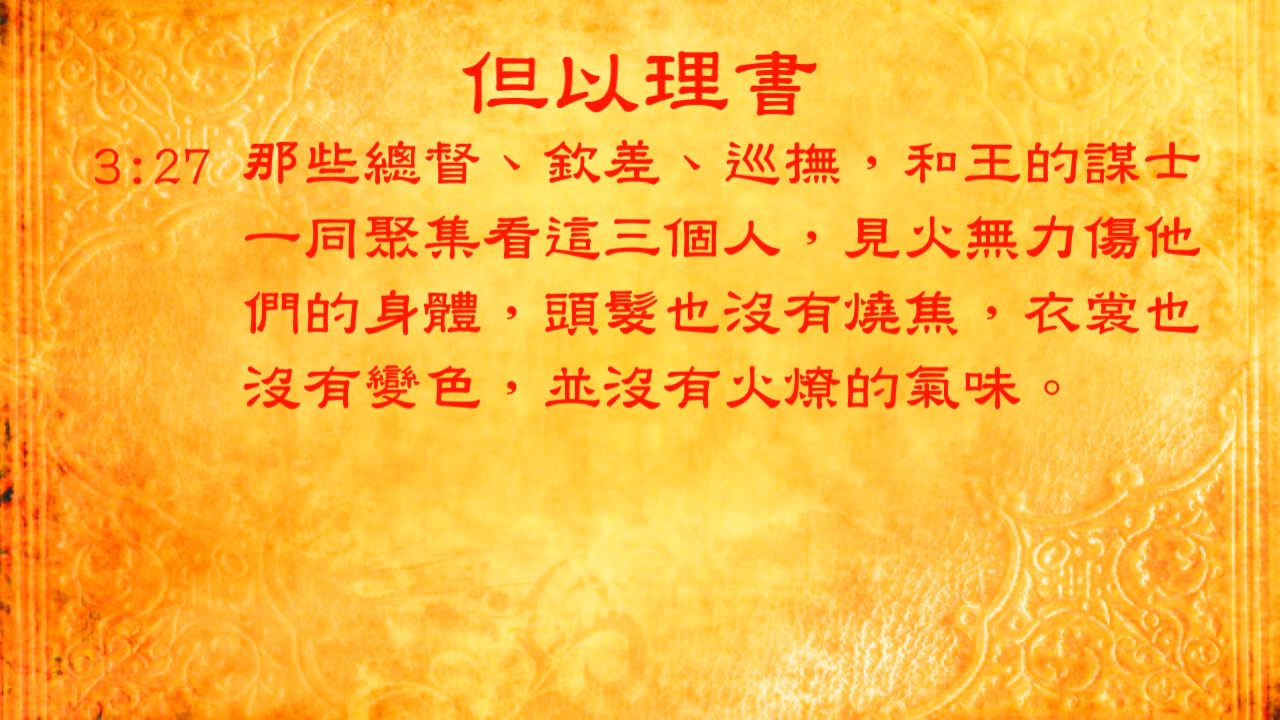 但以理書
3:27 那些總督、欽差、巡撫，和王的謀士
一同聚集看這三個人，見火無力傷他
們的身體，頭髮也沒有燒焦，衣裳也
沒有變色，並沒有火燎的氣味。